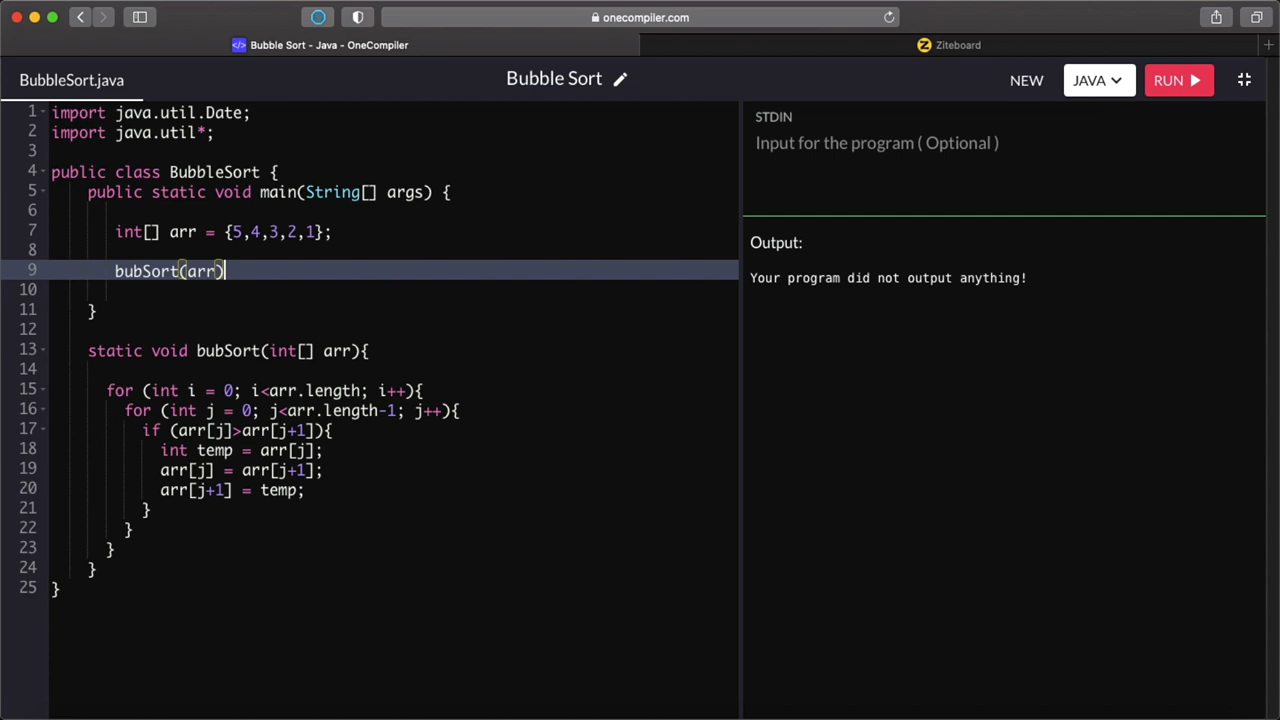 onecompiler.com
</> Bubble Sort - Java - OneCompiler
Z Ziteboard
BubbleSort.java
Bubble Sort
NEW
JAVA
RUN
1 import java.util.Date;
2 import java.util*;
3
4 public class BubbleSort {
5 public static void main(String[] args) {
6
7 int[] arr = {5,4,3,2,1};
8
9 bubSort(arr)
10
11 }
12
13 static void bubSort(int[] arr){
14
15 for (int i = 0; i<arr.length; i++){
16 for (int j = 0; j<arr.length-1; j++){
17 if (arr[j]>arr[j+1]){
18 int temp = arr[j];
19 arr[j] = arr[j+1];
20 arr[j+1] = temp;
21 }
22 }
23 }
24 }
25 }
STDIN
Input for the program ( Optional )
Output:
Your program did not output anything!